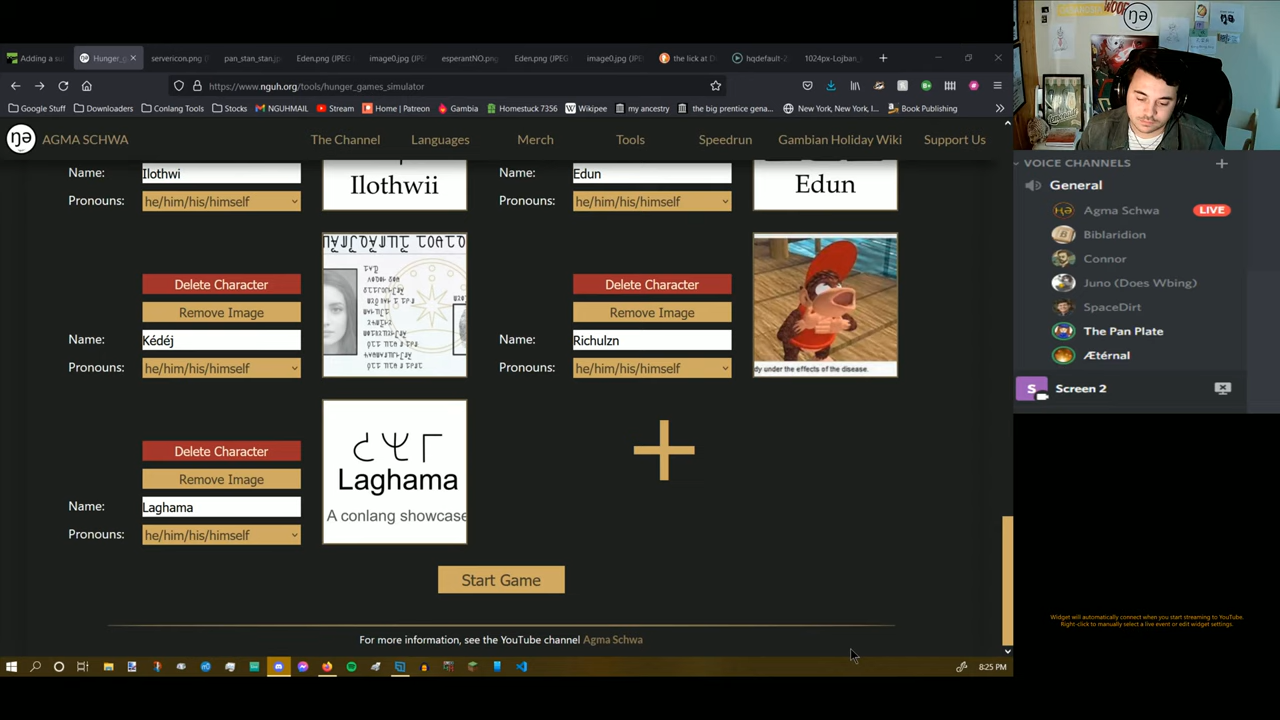 Adding a su
Hunger_g
servericon.png (
pan_stan_stan.j
Eden.png (JPEG
image0.jpg (JPEG
esperantNO.pn
Eden.png (JPEG
image0.jpg (JPEG
the lick at D
hqdefault-2.
1024px-Lojban_
https://www.nguh.org/tools/hunger_games_simulator
Google Stuff
Downloads
Conlang Tools
Stocks
NGUHMAIL
Stream
Home | Patreon
Gambia
Homestuck 7356
Wikipee
my ancestry
the big prentice gena...
New York, New York, I...
Book Publishing
ŋə AGMA SCHWA
The Channel
Languages
Merch
Tools
Speedrun
Gambian Holiday Wiki
Support Us
Name: Ilothwi
Pronouns: he/him/his/himself
Ilothwii
Name: Edun
Pronouns: he/him/his/himself
Edun
Delete Character
Remove Image
Name: Kédéj
Pronouns: he/him/his/himself
Delete Character
Remove Image
Name: Richulzn
Pronouns: he/him/his/himself
dy under the effects of the disease.
Delete Character
Remove Image
Name: Laghama
Pronouns: he/him/his/himself
Laghama
A conlang showcase
Start Game
For more information, see the YouTube channel Agma Schwa
8:25 PM
ŋə
VOICE CHANNELS
General
Agma Schwa LIVE
Biblaridion
Connor
Juno (Does Wbing)
SpaceDirt
The Pan Plate
Ætérnal
S Screen 2
Widget will automatically connect when you start streaming to YouTube.
Right-click to manually select a live event or edit widget settings.